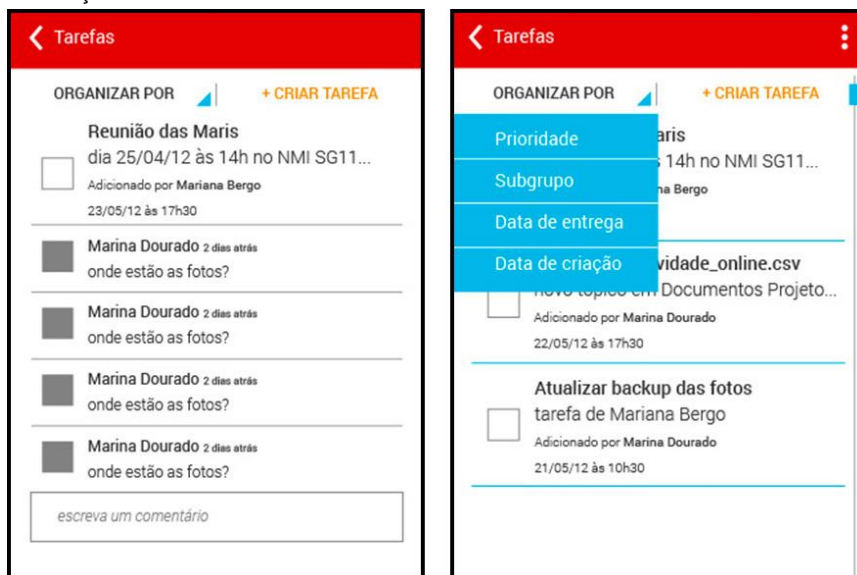 Tarefas
ORGANIZAR POR
+ CRIAR TAREFA
Reunião das Maris
dia 25/04/12 às 14h no NMI SG11...
Adicionado por Mariana Bergo
23/05/12 às 17h30
Marina Dourado 2 dias atrás
onde estão as fotos?
Marina Dourado 2 dias atrás
onde estão as fotos?
Marina Dourado 2 dias atrás
onde estão as fotos?
Marina Dourado 2 dias atrás
onde estão as fotos?
escreva um comentário
Tarefas
ORGANIZAR POR
+ CRIAR TAREFA
Prioridade
Subgrupo
Data de entrega
Data de criação
aris
14h no NMI SG11...
na Bergo
vidade_online.csv
novo tópico em Documentos Projeto...
Adicionado por Marina Dourado
22/05/12 às 17h30
Atualizar backup das fotos
tarefa de Mariana Bergo
Adicionado por Marina Dourado
21/05/12 às 10h30